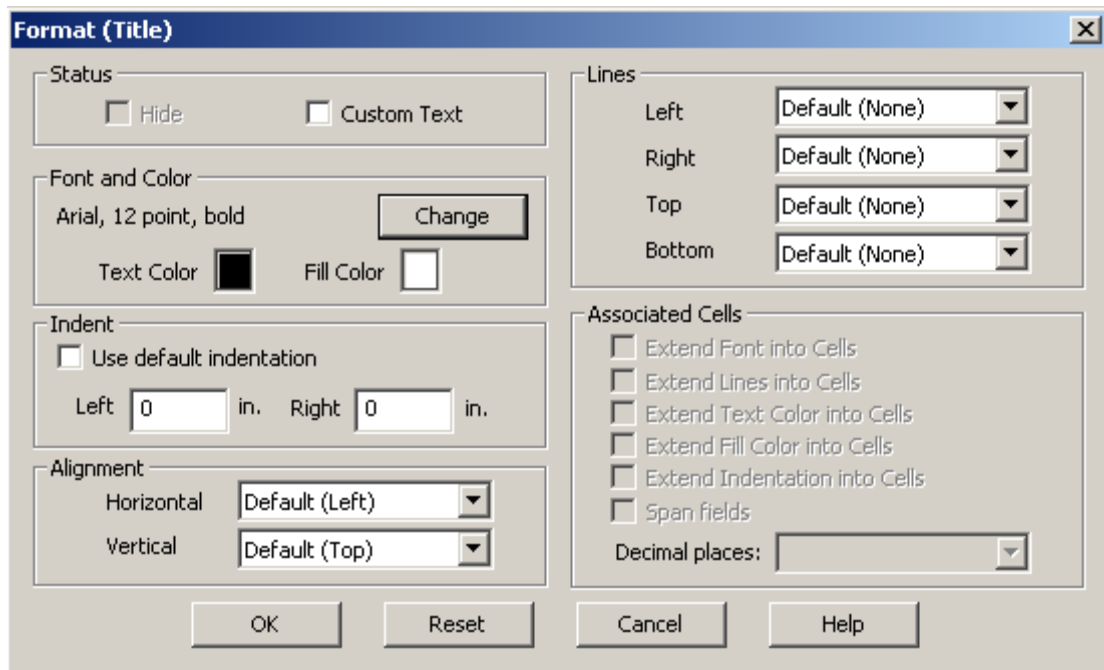 Format (Title)
Status
Hide
Custom Text
Font and Color
Arial, 12 point, bold
Change
Text Color
Fill Color
Indent
Use default indentation
Left 0 in. Right 0 in.
Alignment
Horizontal Default (Left)
Vertical Default (Top)
Lines
Left Default (None)
Right Default (None)
Top Default (None)
Bottom Default (None)
Associated Cells
Extend Font into Cells
Extend Lines into Cells
Extend Text Color into Cells
Extend Fill Color into Cells
Extend Indentation into Cells
Span fields
Decimal places:
OK Reset Cancel Help